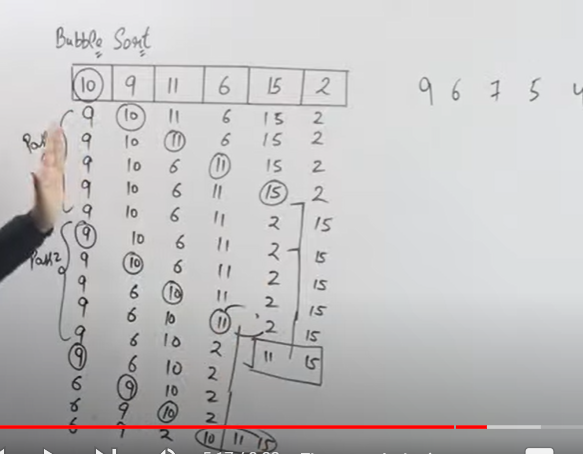 Bubble Sort
10 9 11 6 15 2
9 6 7 5
9 10 11 6 15 2
9 10 11 6 15 2
9 10 6 11 15 2
9 10 6 11 15 2
9 10 6 11 2 15
9 10 6 11 2 15
Pass 2
9 10 6 11 2 15
9 6 10 11 2 15
9 6 10 11 2 15
9 6 10 2 11 15
9 6 10 2
6 9 10 2
6 9 10 2
6 9 2 10 11 15